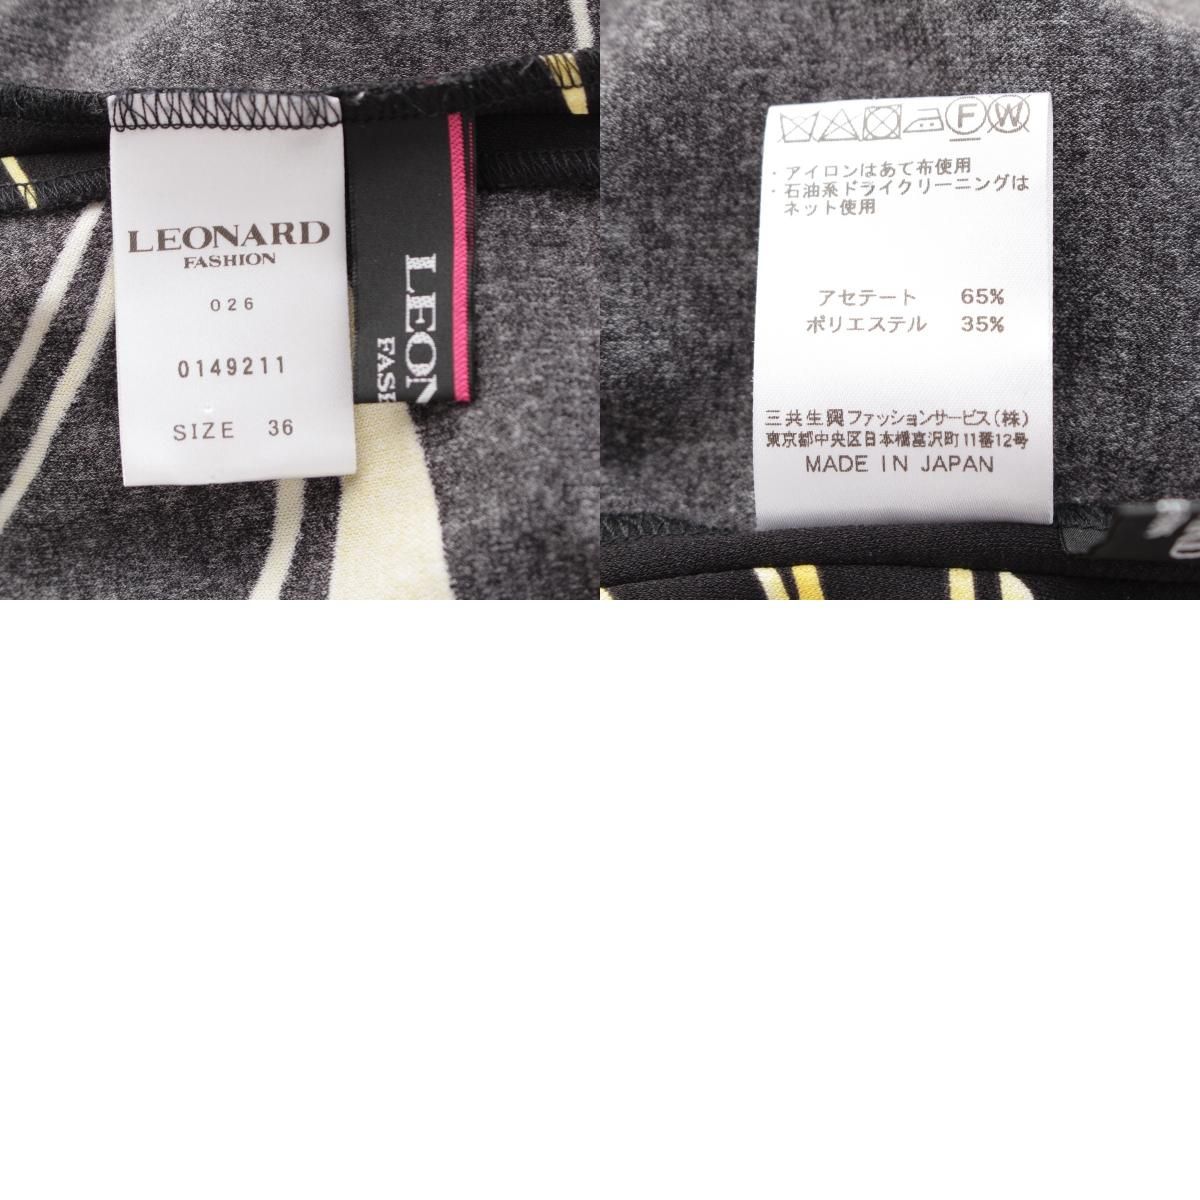 LEONARD
FASHION
026
0149211
SIZE 36
LEON
FAS
F W
・アイロンはあて布使用
・石油系ドライクリーニングは
ネット使用
アセテート 65%
ポリエステル 35%
三共生興ファッションサービス(株)
東京都中央区日本橋富沢町11番12号
MADE IN JAPAN